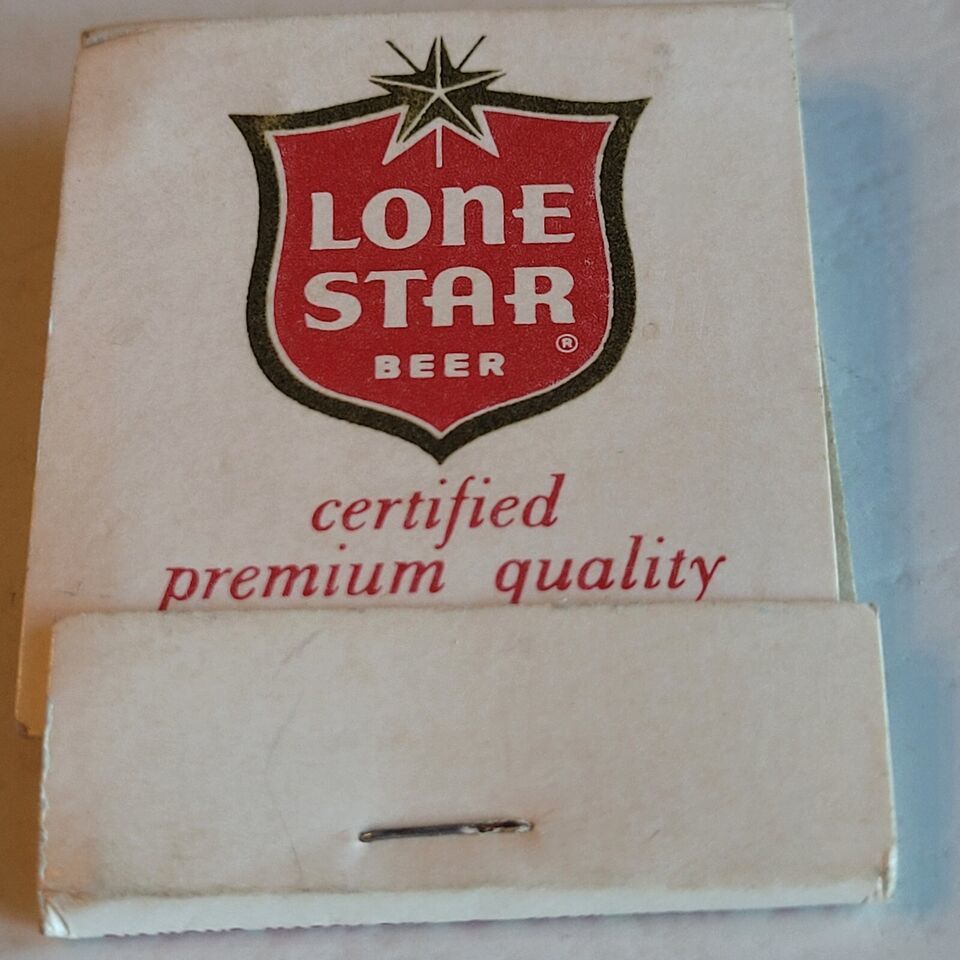 LONE
STAR
BEER ®
certified
premium quality